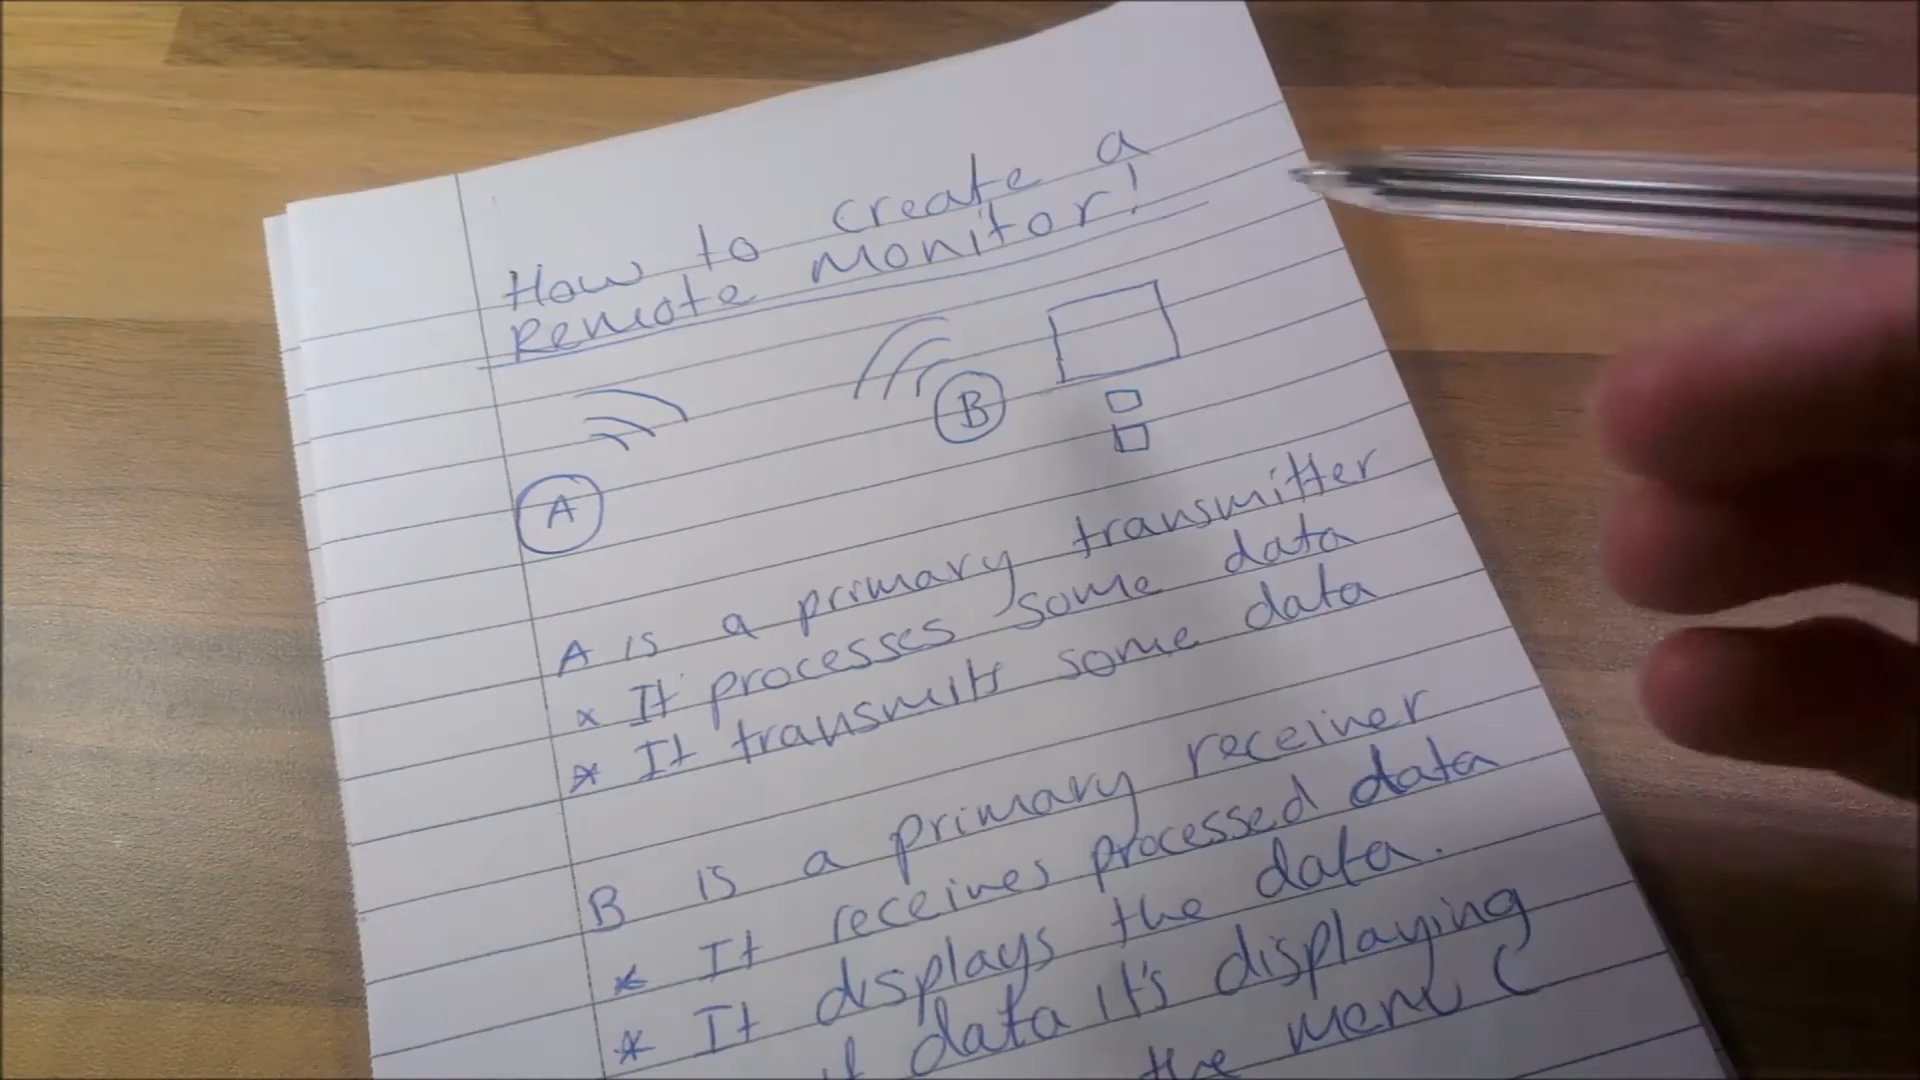 How to create a
Remote Monitor!
B
A
A is a primary transmitter
* It processes some data
* It transmits some data
B is a primary receiver
* It receives processed data
* It displays the data.
data it's displaying
the menu (